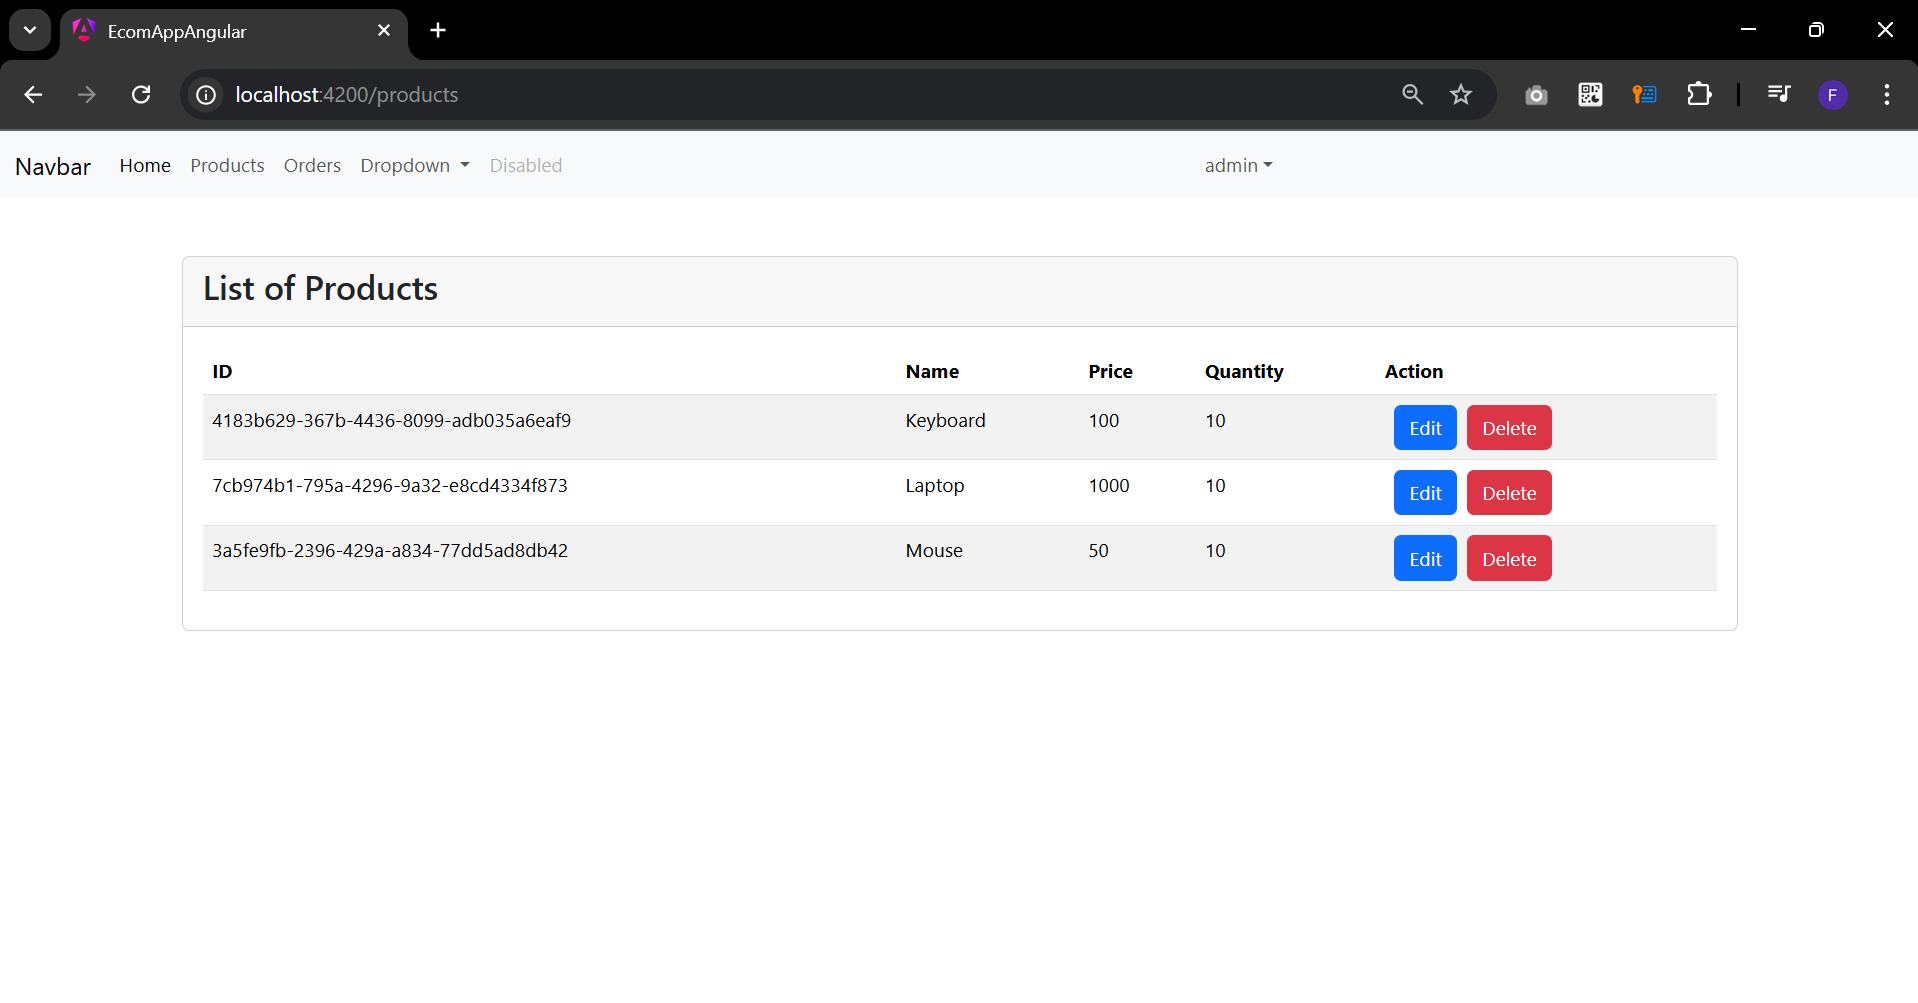 EcomAppAngular
localhost:4200/products
F
Navbar Home Products Orders Dropdown Disabled admin
List of Products
ID Name Price Quantity Action
4183b629-367b-4436-8099-adb035a6eaf9 Keyboard 100 10 Edit Delete
7cb974b1-795a-4296-9a32-e8cd4334f873 Laptop 1000 10 Edit Delete
3a5fe9fb-2396-429a-a834-77dd5ad8db42 Mouse 50 10 Edit Delete